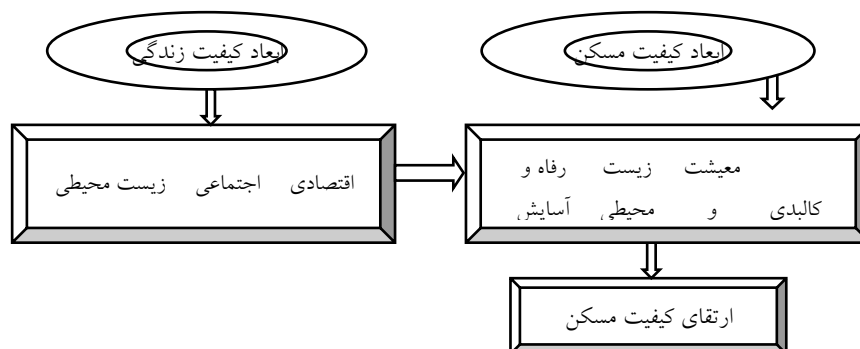 ابعاد کیفیت مسکن
ابعاد کیفیت زندگی
معیشت زیست رفاه و
کالبدی و محیطی آسایش
اقتصادی اجتماعی زیست محیطی
ارتقای کیفیت مسکن